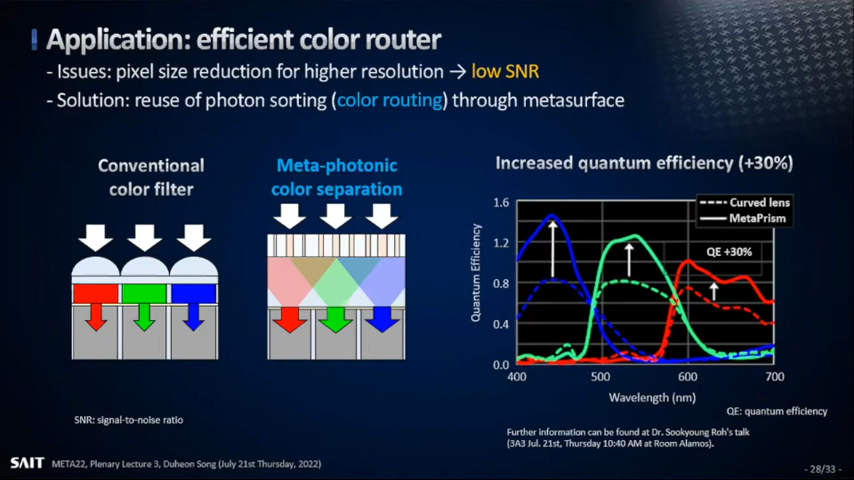 Application: efficient color router
- Issues: pixel size reduction for higher resolution → low SNR
- Solution: reuse of photon sorting (color routing) through metasurface
Conventional
color filter
Meta-photonic
color separation
Increased quantum efficiency (+30%)
Curved lens
MetaPrism
QE +30%
Quantum Efficiency
1.6
1.2
0.8
0.4
0.0
400
500
600
700
Wavelength (nm)
QE: quantum efficiency
SNR: signal-to-noise ratio
Further information can be found at Dr. Sookyoung Roh's talk
(3A3 Jul. 21st, Thursday 10:40 AM at Room Alamos).
SAIT META22, Plenary Lecture 3, Duheon Song (July 21st Thursday, 2022)
- 28/33 -